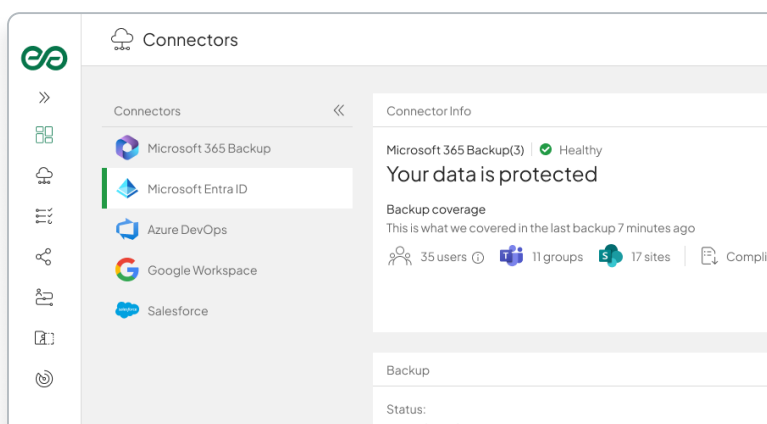 Connectors
Connectors
Microsoft 365 Backup
Microsoft Entra ID
Azure DevOps
Google Workspace
Salesforce
Connector Info
Microsoft 365 Backup(3) Healthy
Your data is protected
Backup coverage
This is what we covered in the last backup 7 minutes ago
35 users 11 groups 17 sites Compli
Backup
Status: